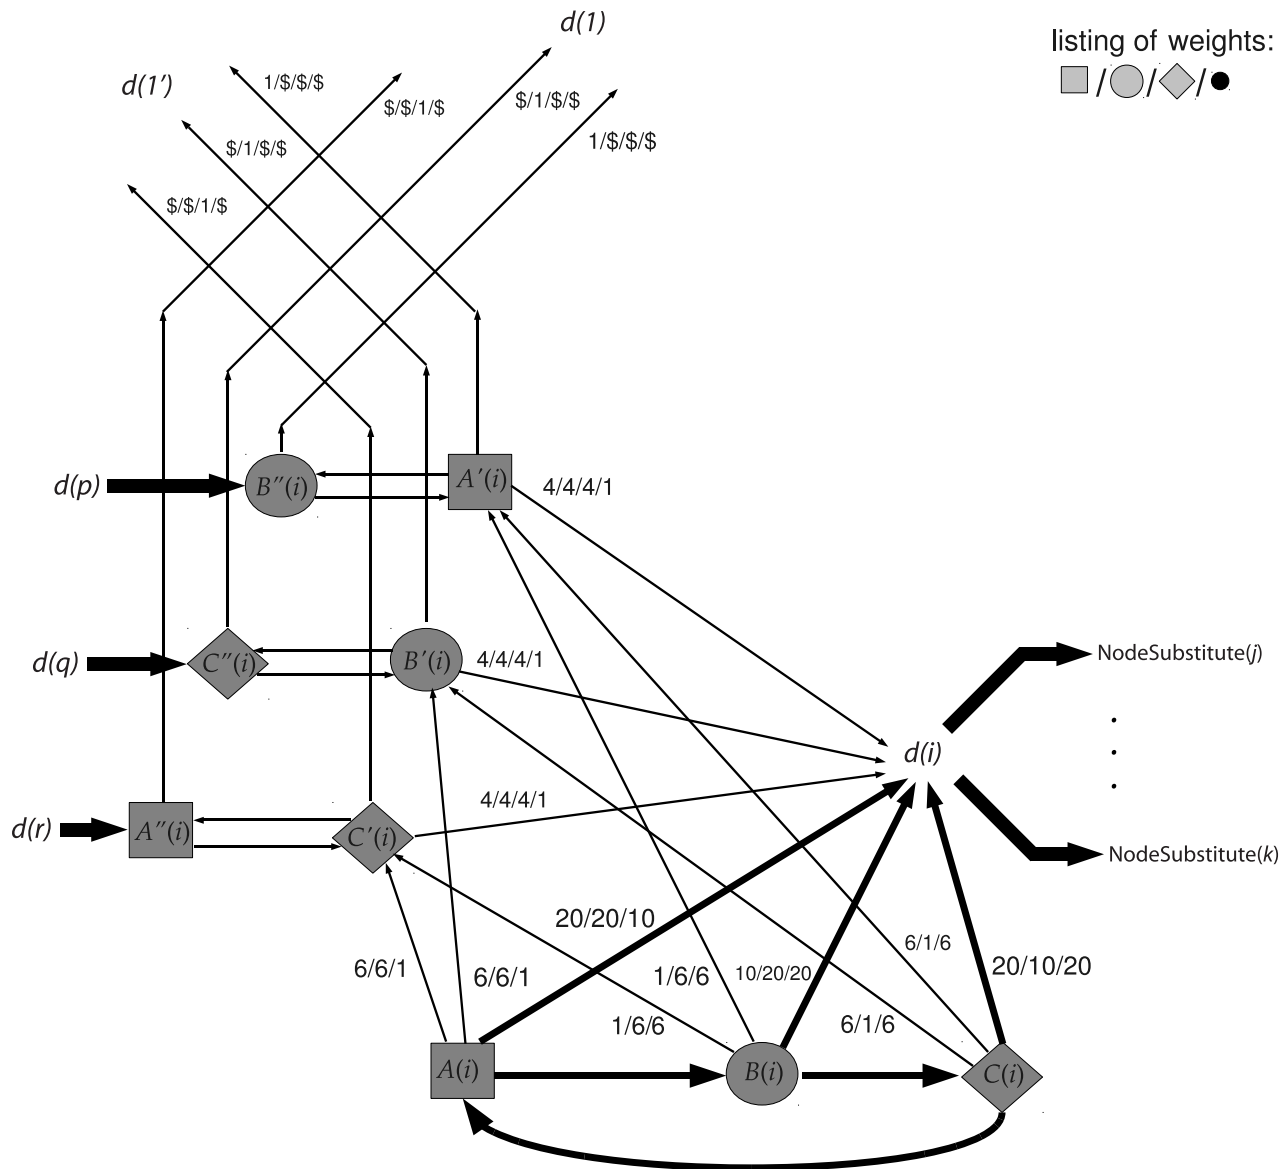 d(1)
listing of weights:
/ / /
d(1')
1/$/$/$
$/$/1/$
$/1/$/$
1/$/$/$
$/1/$/$
$/$/1/$
d(p)
B″(i)
A′(i)
4/4/4/1
d(q)
C″(i)
B′(i)
4/4/4/1
NodeSubstitute(j)
d(i)
4/4/4/1
d(r)
A″(i)
C′(i)
NodeSubstitute(k)
20/20/10
6/6/1
6/6/1
1/6/6
10/20/20
6/1/6
20/10/20
1/6/6
6/1/6
A(i)
B(i)
C(i)